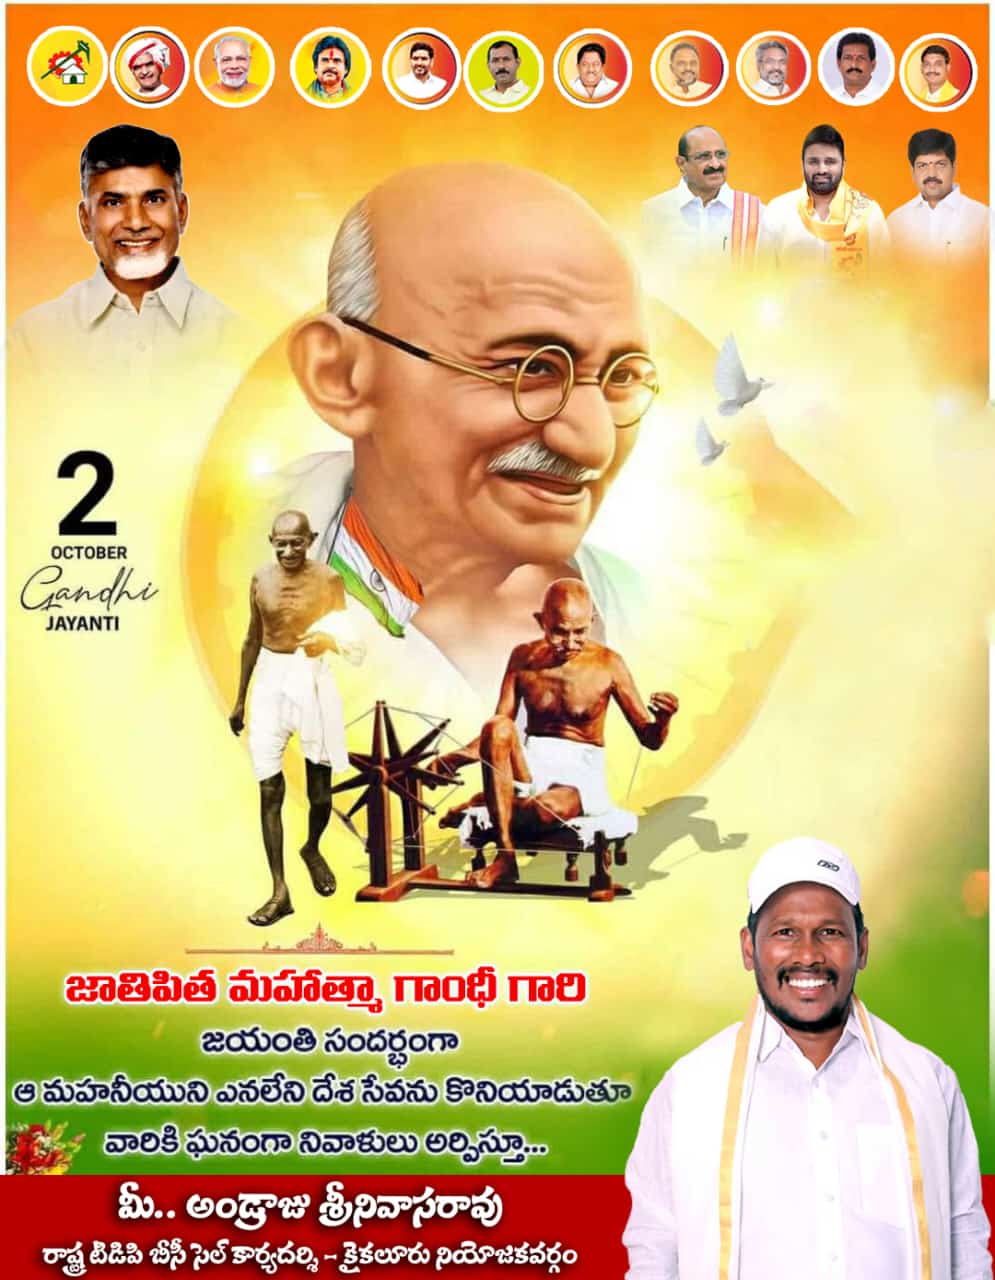 2
OCTOBER
Gandhi
JAYANTI
జాతిపిత మహాత్మా గాంధీ గారి
జయంతి సందర్భంగా
ఆ మహనీయుని ఎనలేని దేశ సేవను కొనియాడుతూ
వారికి ఘనంగా నివాళులు అర్పిస్తూ...
మీ.. అండ్రాజు శ్రీనివాసరావు
రాష్ట్ర టిడిపి బీసీ సెల్ కార్యదర్శి - కైకలూరు నియోజకవర్గం